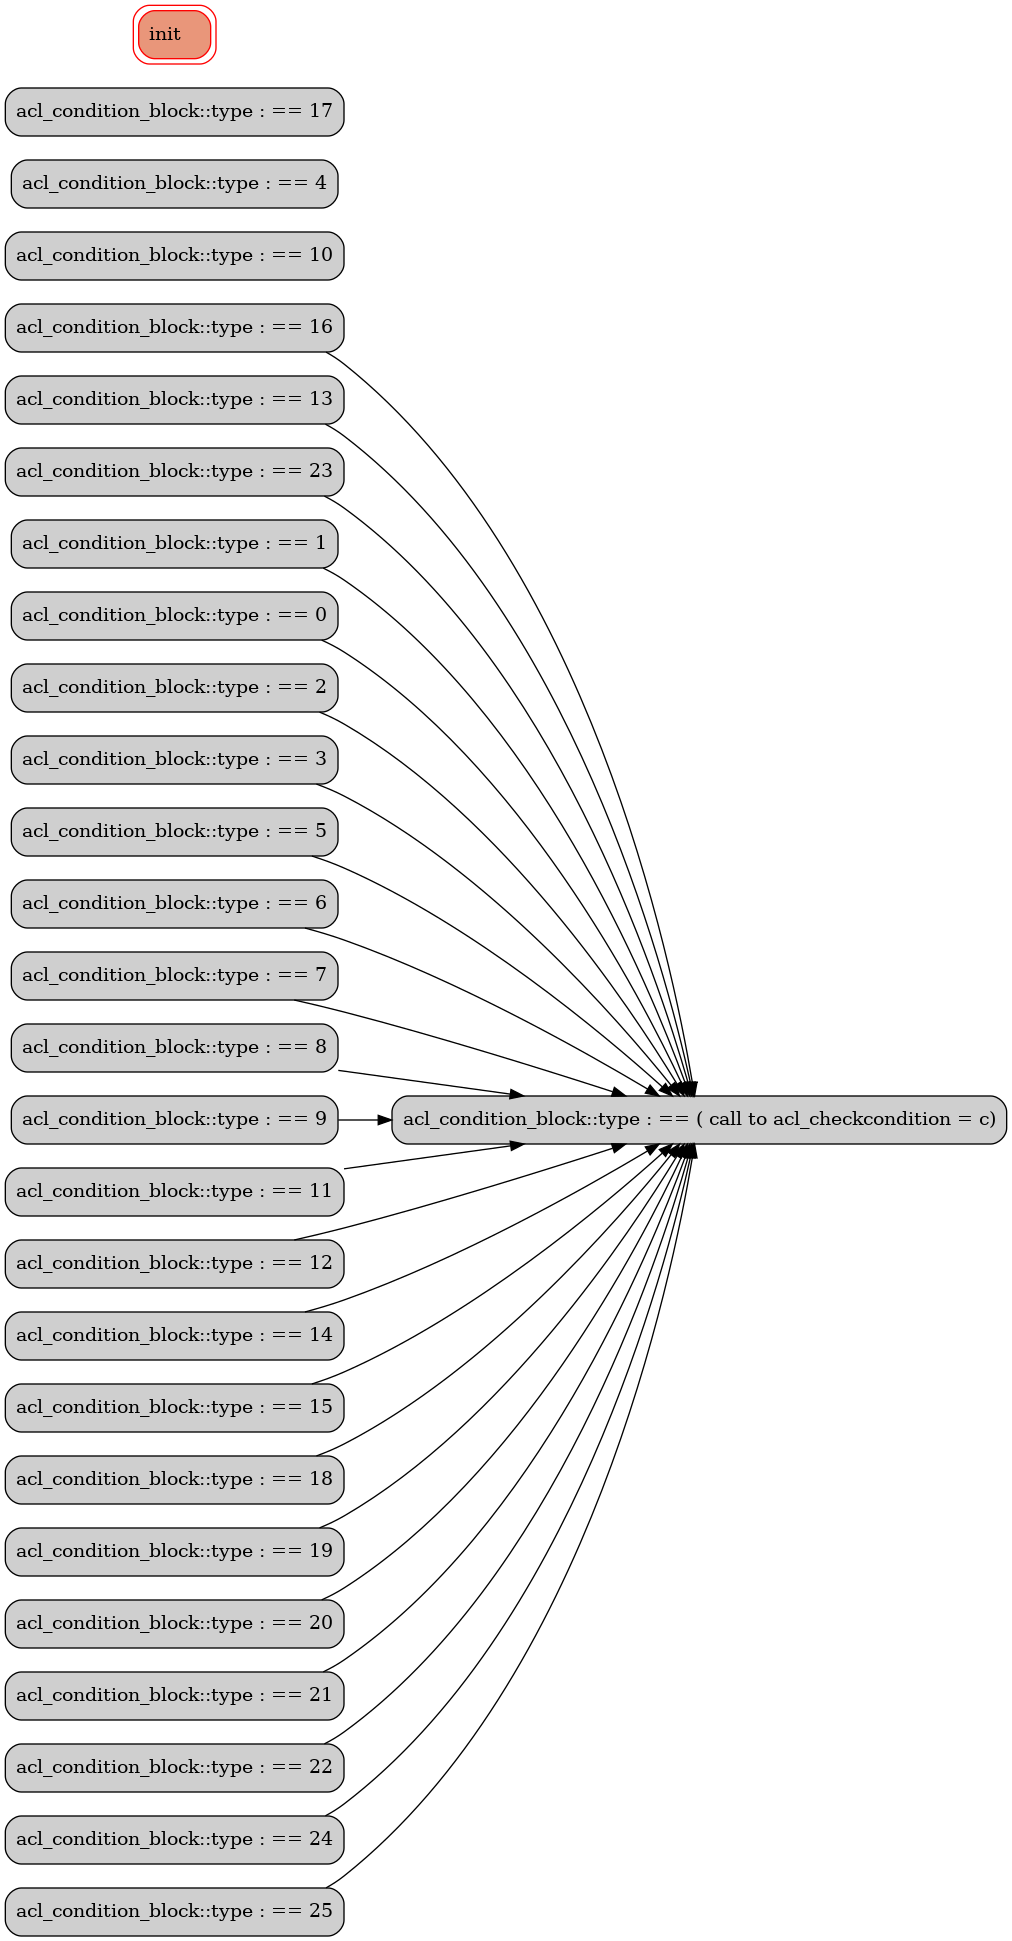 init
acl_condition_block::type : == 17
acl_condition_block::type : == 4
acl_condition_block::type : == 10
acl_condition_block::type : == 16
acl_condition_block::type : == 13
acl_condition_block::type : == 23
acl_condition_block::type : == 1
acl_condition_block::type : == 0
acl_condition_block::type : == 2
acl_condition_block::type : == 3
acl_condition_block::type : == 5
acl_condition_block::type : == 6
acl_condition_block::type : == 7
acl_condition_block::type : == 8
acl_condition_block::type : == 9
acl_condition_block::type : == ( call to acl_checkcondition = c)
acl_condition_block::type : == 11
acl_condition_block::type : == 12
acl_condition_block::type : == 14
acl_condition_block::type : == 15
acl_condition_block::type : == 18
acl_condition_block::type : == 19
acl_condition_block::type : == 20
acl_condition_block::type : == 21
acl_condition_block::type : == 22
acl_condition_block::type : == 24
acl_condition_block::type : == 25